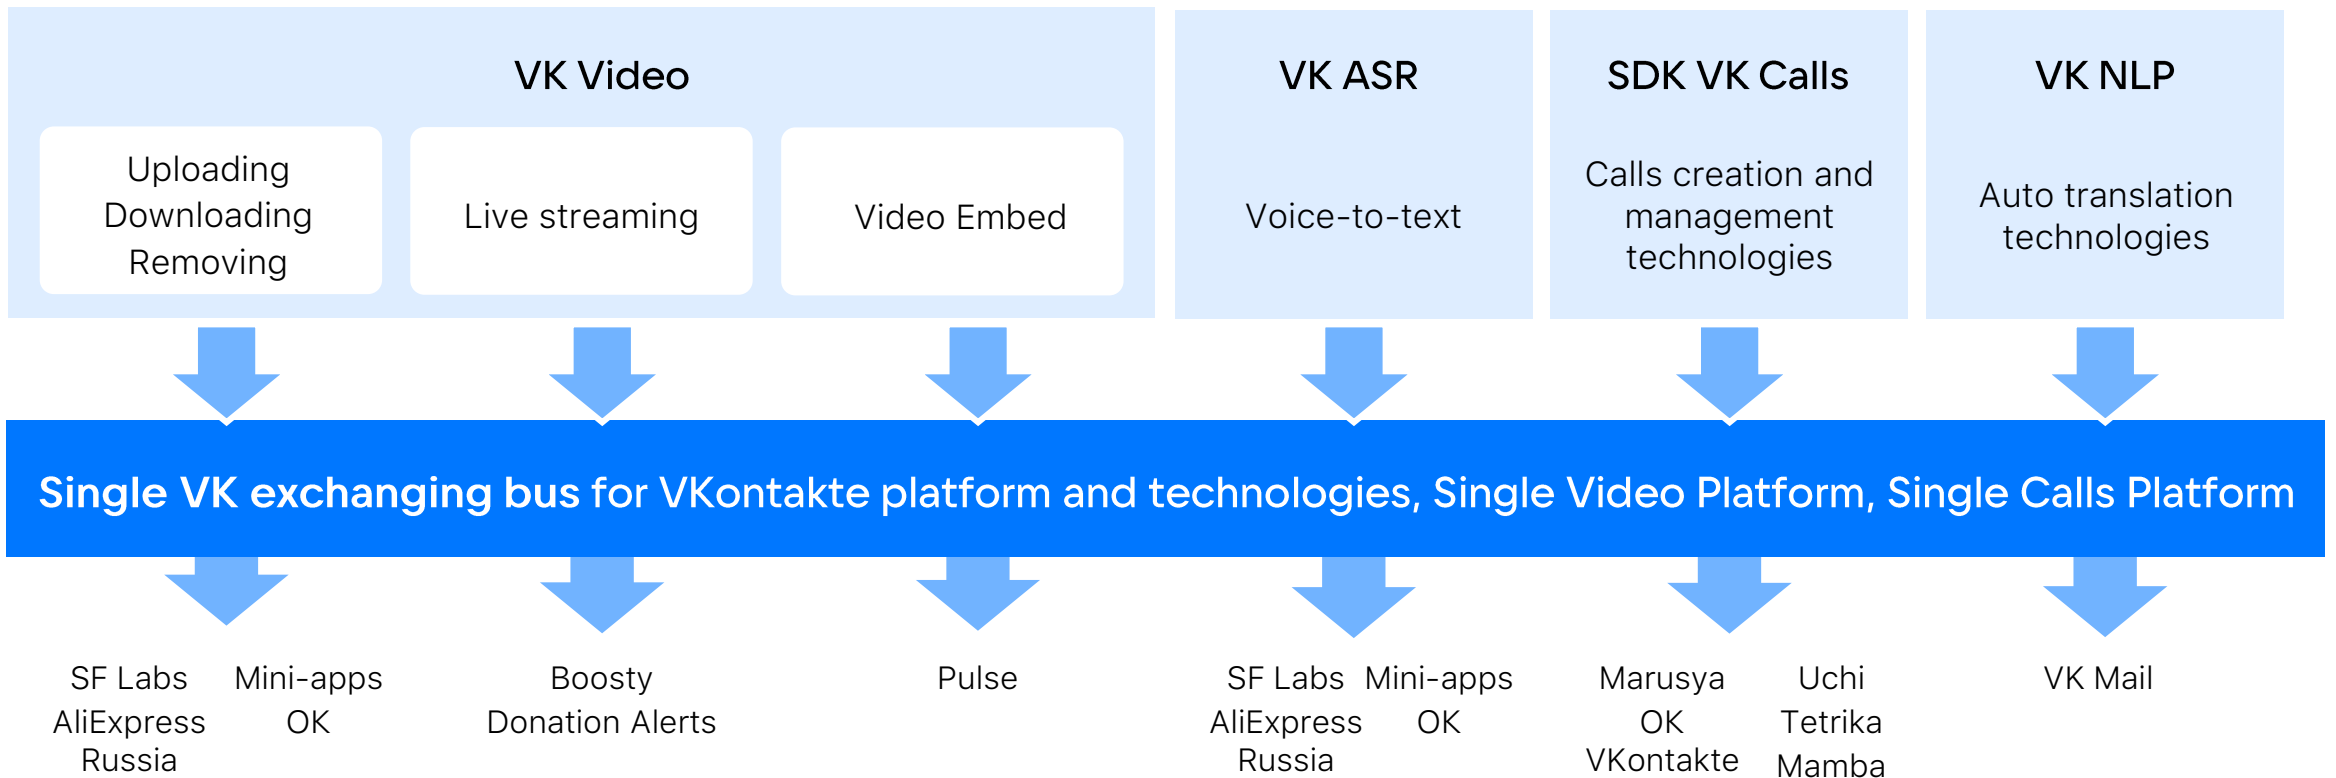 VK Video
Uploading
Downloading
Removing
Live streaming
Video Embed
VK ASR
Voice-to-text
SDK VK Calls
Calls creation and
management
technologies
VK NLP
Auto translation
technologies
Single VK exchanging bus for VKontakte platform and technologies, Single Video Platform, Single Calls Platform
SF Labs
AliExpress
Russia
Mini-apps
OK
Boosty
Donation Alerts
Pulse
SF Labs
AliExpress
Russia
Mini-apps
OK
Marusya
OK
VKontakte
Uchi
Tetrika
Mamba
VK Mail